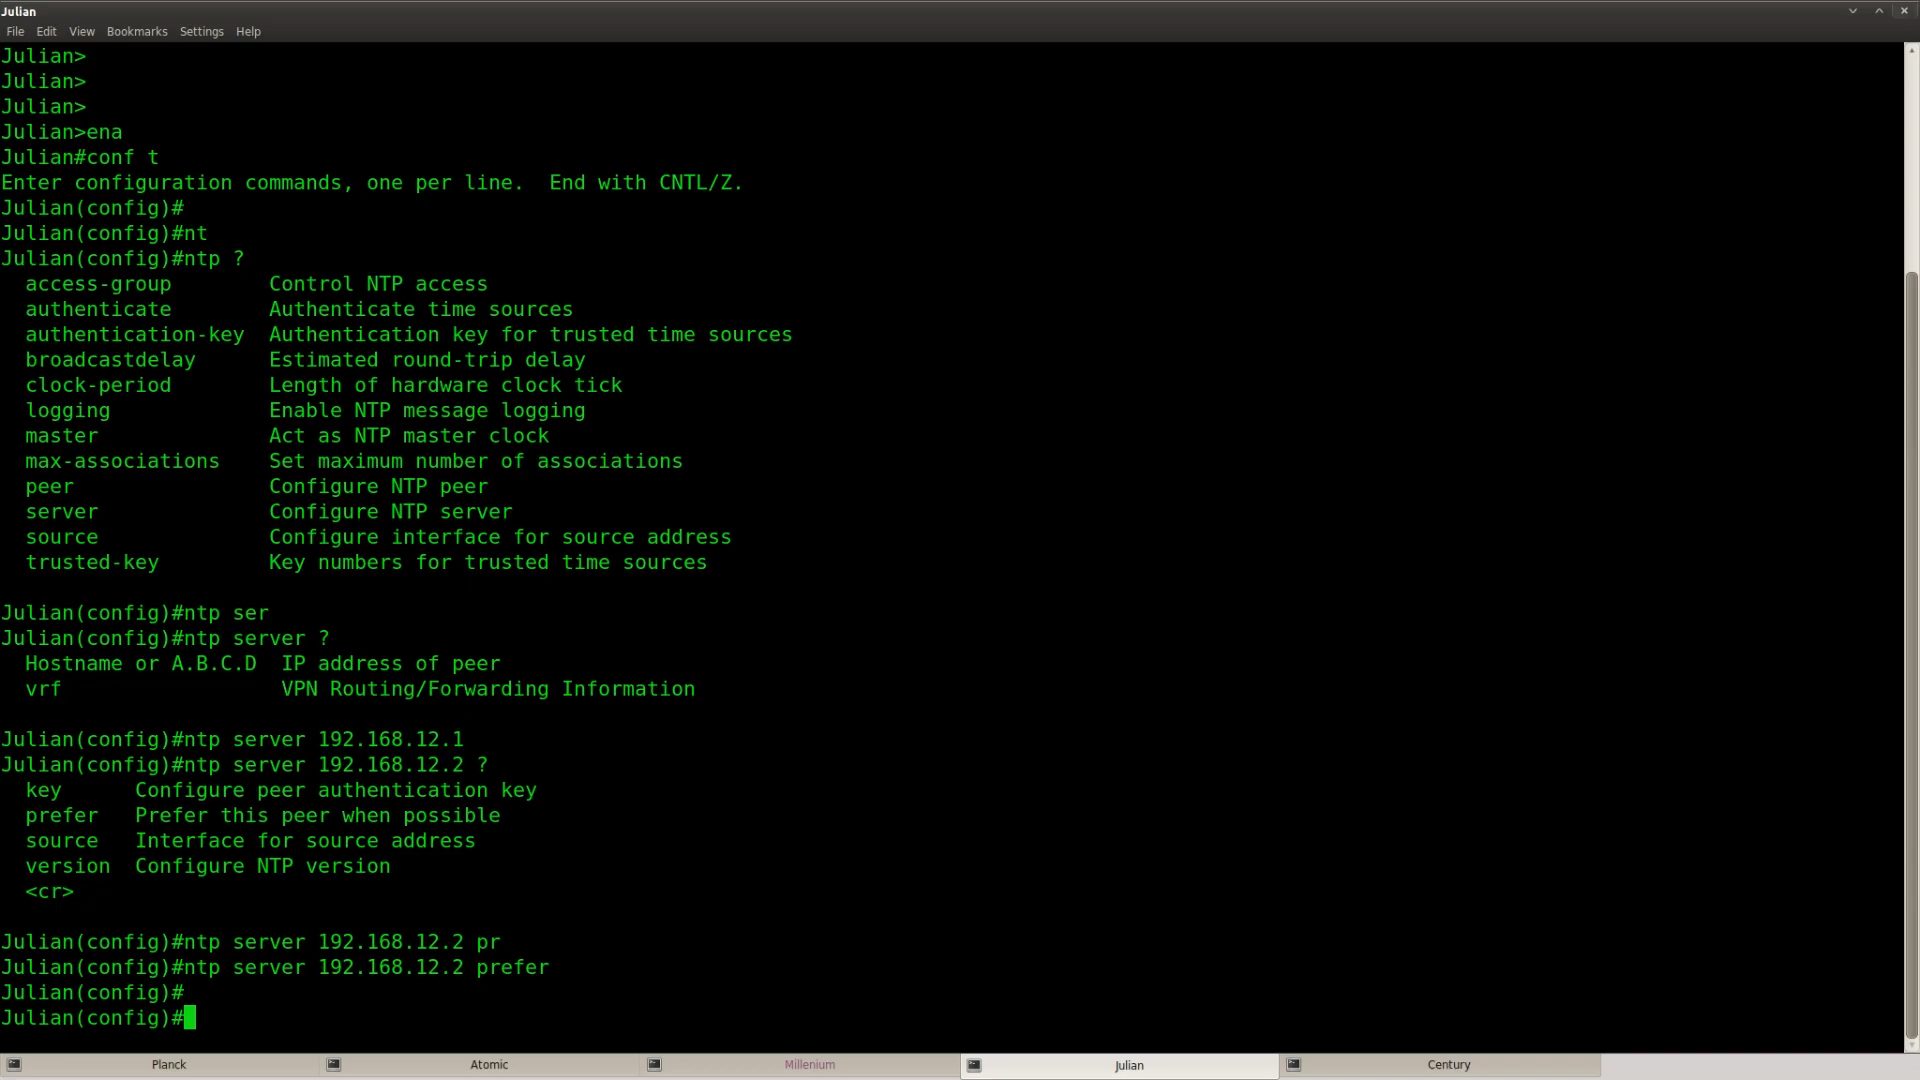 Julian
File Edit View Bookmarks Settings Help
Julian>
Julian>
Julian>
Julian>ena
Julian#conf t
Enter configuration commands, one per line.  End with CNTL/Z.
Julian(config)#
Julian(config)#nt
Julian(config)#ntp ?
  access-group        Control NTP access
  authenticate        Authenticate time sources
  authentication-key  Authentication key for trusted time sources
  broadcastdelay      Estimated round-trip delay
  clock-period        Length of hardware clock tick
  logging             Enable NTP message logging
  master              Act as NTP master clock
  max-associations    Set maximum number of associations
  peer                Configure NTP peer
  server              Configure NTP server
  source              Configure interface for source address
  trusted-key         Key numbers for trusted time sources
Julian(config)#ntp ser
Julian(config)#ntp server ?
  Hostname or A.B.C.D  IP address of peer
  vrf                  VPN Routing/Forwarding Information
Julian(config)#ntp server 192.168.12.1
Julian(config)#ntp server 192.168.12.2 ?
  key      Configure peer authentication key
  prefer   Prefer this peer when possible
  source   Interface for source address
  version  Configure NTP version
  <cr>
Julian(config)#ntp server 192.168.12.2 pr
Julian(config)#ntp server 192.168.12.2 prefer
Julian(config)#
Julian(config)#
Planck Atomic Millenium Julian Century